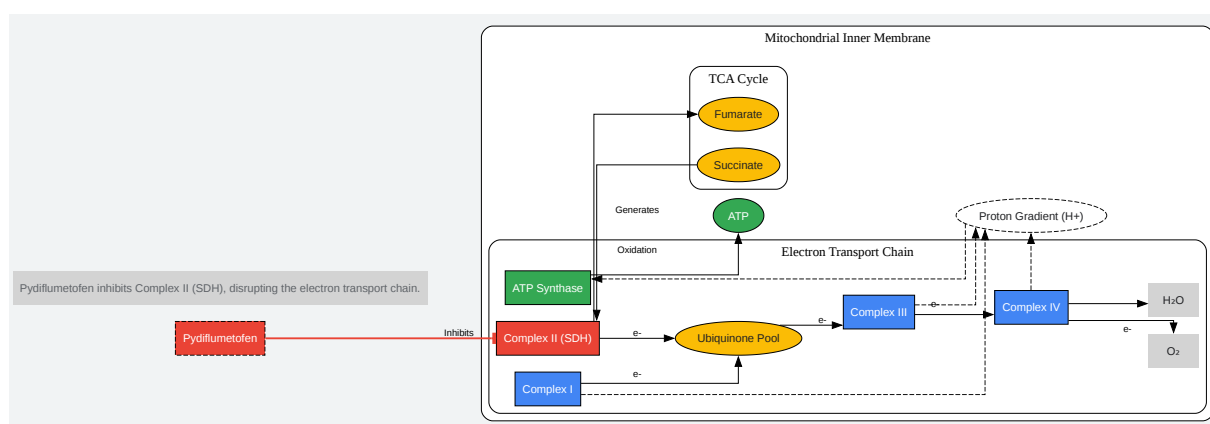 Mitochondrial Inner Membrane
TCA Cycle
Fumarate
Succinate
Generates
ATP
Proton Gradient (H+)
Oxidation
Electron Transport Chain
ATP Synthase
Pydiflumetofen inhibits Complex II (SDH), disrupting the electron transport chain.
Complex III
e-
Complex IV
H₂O
Pydiflumetofen
Inhibits
Complex II (SDH)
e-
Ubiquinone Pool
e-
e-
O₂
Complex I
e-